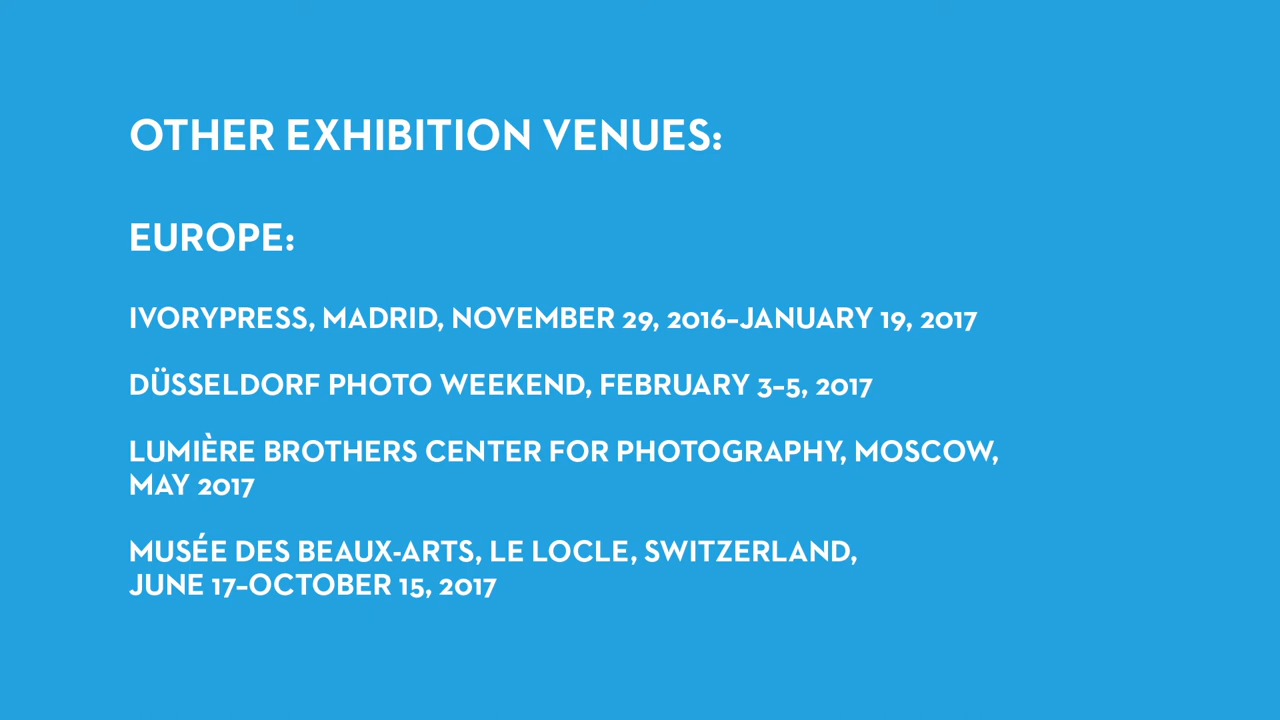 OTHER EXHIBITION VENUES:
EUROPE:
IVORYPRESS, MADRID, NOVEMBER 29, 2016–JANUARY 19, 2017
DÜSSELDORF PHOTO WEEKEND, FEBRUARY 3–5, 2017
LUMIÈRE BROTHERS CENTER FOR PHOTOGRAPHY, MOSCOW,
MAY 2017
MUSÉE DES BEAUX-ARTS, LE LOCLE, SWITZERLAND,
JUNE 17–OCTOBER 15, 2017